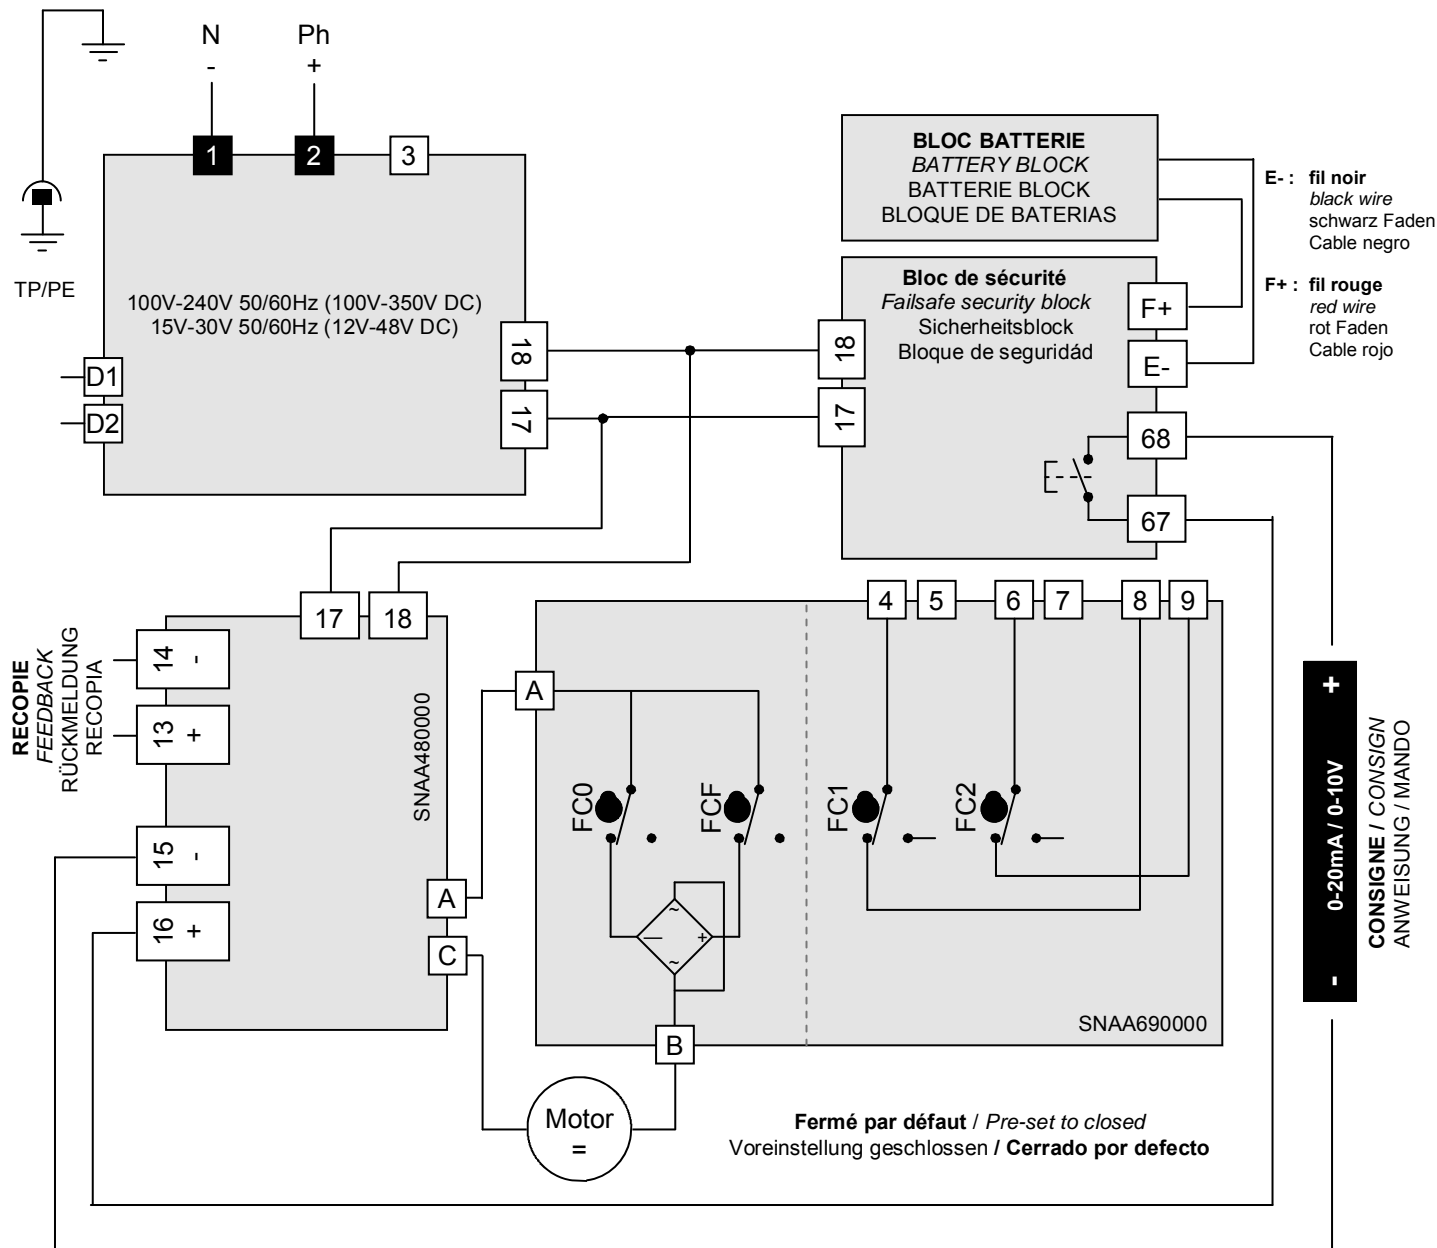 N
-
Ph
+
1
2
3
TP/PE
100V-240V 50/60Hz (100V-350V DC)
15V-30V 50/60Hz (12V-48V DC)
D1
D2
18
17
BLOC BATTERIE
BATTERY BLOCK
BATTERIE BLOCK
BLOQUE DE BATERIAS
E- : fil noir
black wire
schwarz Faden
Cable negro
F+ : fil rouge
red wire
rot Faden
Cable rojo
Bloc de sécurité
Failsafe security block
Sicherheitsblock
Bloque de seguridád
18
17
F+
E-
68
67
17
18
RECOPIE
FEEDBACK
RÜCKMELDUNG
RECOPIA
14 -
13 +
15 -
16 +
SNAA480000
A
C
A
4
5
6
7
8
9
FC0
FCF
FC1
FC2
~
—
+
~
B
SNAA690000
Motor
=
Fermé par défaut / Pre-set to closed
Voreinstellung geschlossen / Cerrado por defecto
- 0-20mA / 0-10V +
CONSIGNE / CONSIGN
ANWEISUNG / MANDO